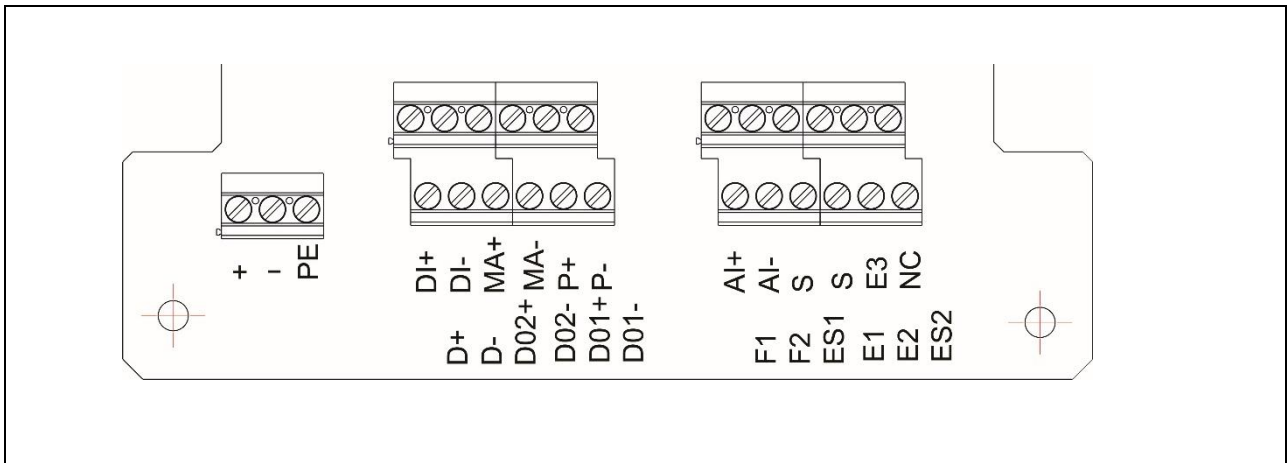 + - PE
DI+ DI- MA+ MA- P+ P-
D+ D- D02+ D02- D01+ D01-
AI+ AI- S S E3 NC
F1 F2 ES1 E1 E2 ES2